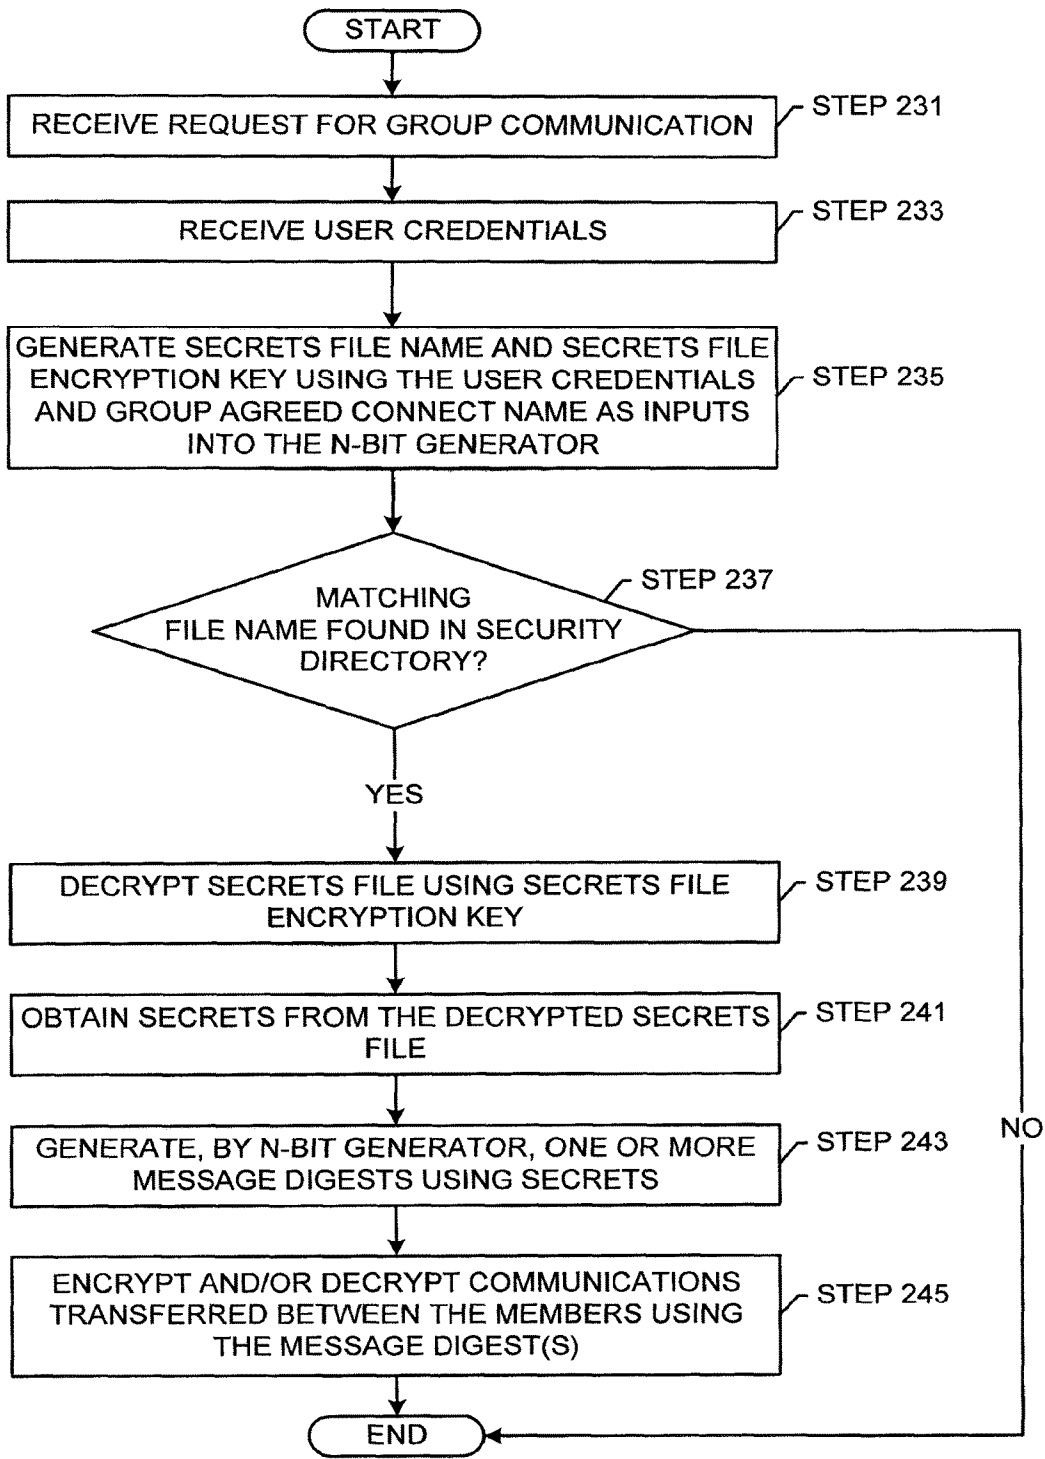 START
RECEIVE REQUEST FOR GROUP COMMUNICATION
STEP 231
RECEIVE USER CREDENTIALS
STEP 233
GENERATE SECRETS FILE NAME AND SECRETS FILE
ENCRYPTION KEY USING THE USER CREDENTIALS
AND GROUP AGREED CONNECT NAME AS INPUTS
INTO THE N-BIT GENERATOR
STEP 235
MATCHING
FILE NAME FOUND IN SECURITY
DIRECTORY?
STEP 237
YES
DECRYPT SECRETS FILE USING SECRETS FILE
ENCRYPTION KEY
STEP 239
OBTAIN SECRETS FROM THE DECRYPTED SECRETS
FILE
STEP 241
GENERATE, BY N-BIT GENERATOR, ONE OR MORE
MESSAGE DIGESTS USING SECRETS
STEP 243
NO
ENCRYPT AND/OR DECRYPT COMMUNICATIONS
TRANSFERRED BETWEEN THE MEMBERS USING
THE MESSAGE DIGEST(S)
STEP 245
END